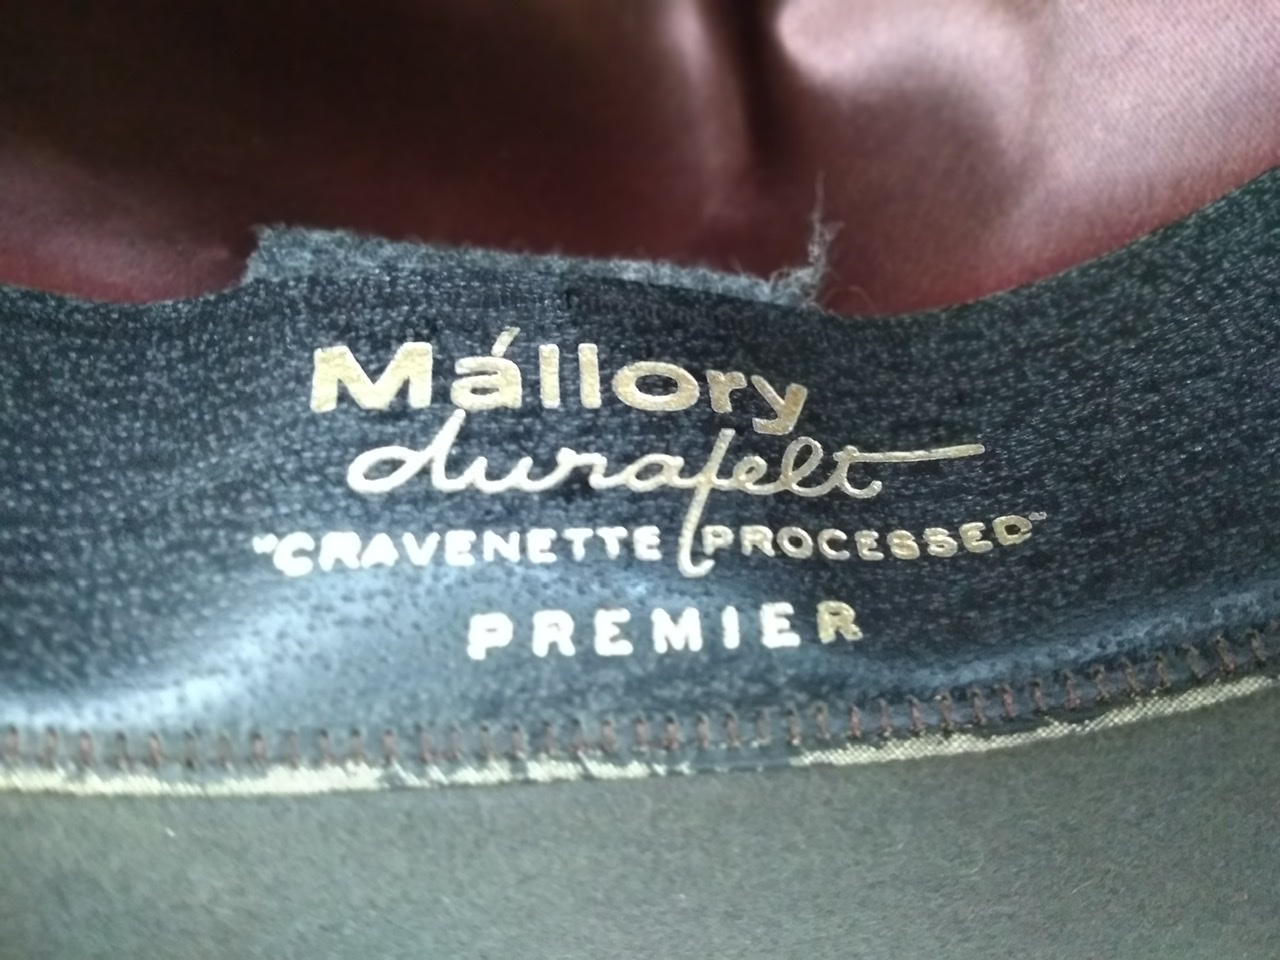 Mállory
durafelt
"CRAVENETTE PROCESSED"
PREMIER